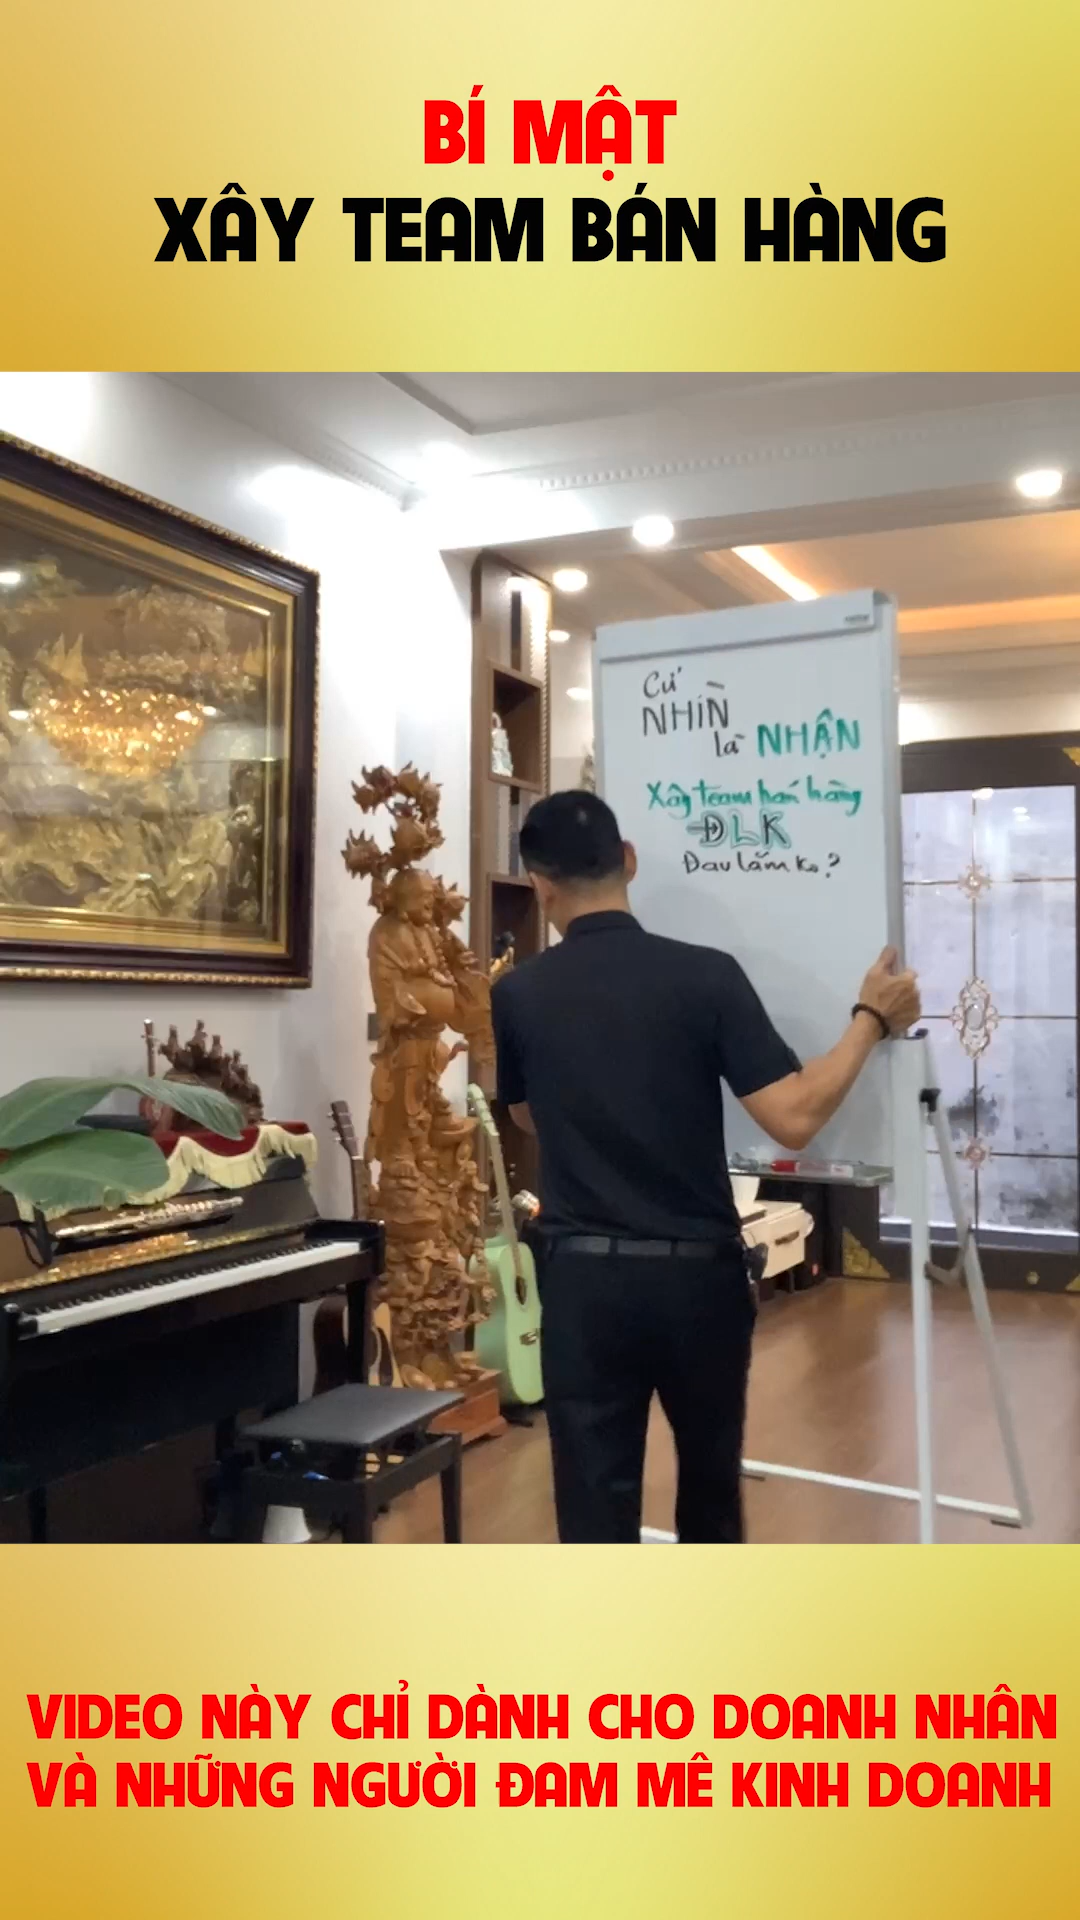 BÍ MẬT
XÂY TEAM BÁN HÀNG
Cứ
NHÌN
là NHẬN
Xây team bán hàng
ĐLK
Đau lắm ko?
VIDEO NÀY CHỈ DÀNH CHO DOANH NHÂN
VÀ NHỮNG NGƯỜI ĐAM MÊ KINH DOANH